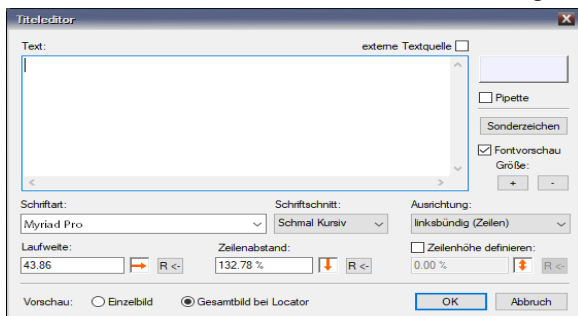 Titeleditor
Text: externe Textquelle
Pipette
Sonderzeichen
Fontvorschau
Größe:
+ -
Schriftart: Schriftschnitt: Ausrichtung:
Myriad Pro Schmal Kursiv linksbündig (Zeilen)
Laufweite: Zeilenabstand: Zeilenhöhe definieren:
43.86 R <- 132.78 % R <- 0.00 % R <-
Vorschau: Einzelbild Gesamtbild bei Locator OK Abbruch